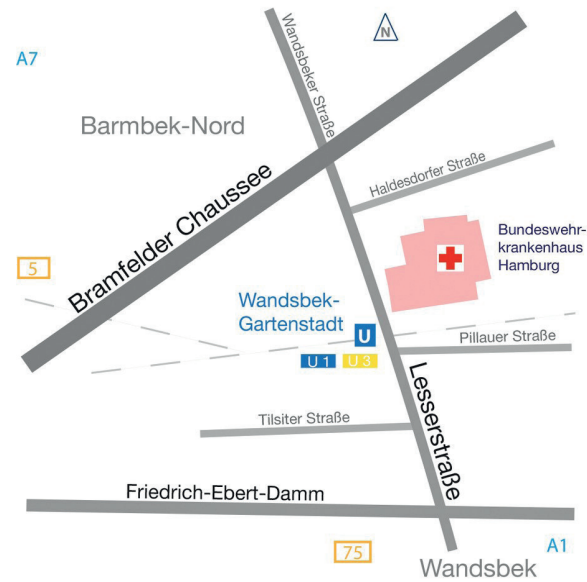 N
A7
Wandsbeker Straße
Barmbek-Nord
Haldesdorfer Straße
Bramfelder Chaussee
Bundeswehr-
krankenhaus
Hamburg
5
Wandsbek-
Gartenstadt
U
U 1
U 3
Pillauer Straße
Lesserstraße
Tilsiter Straße
Friedrich-Ebert-Damm
75
A1
Wandsbek